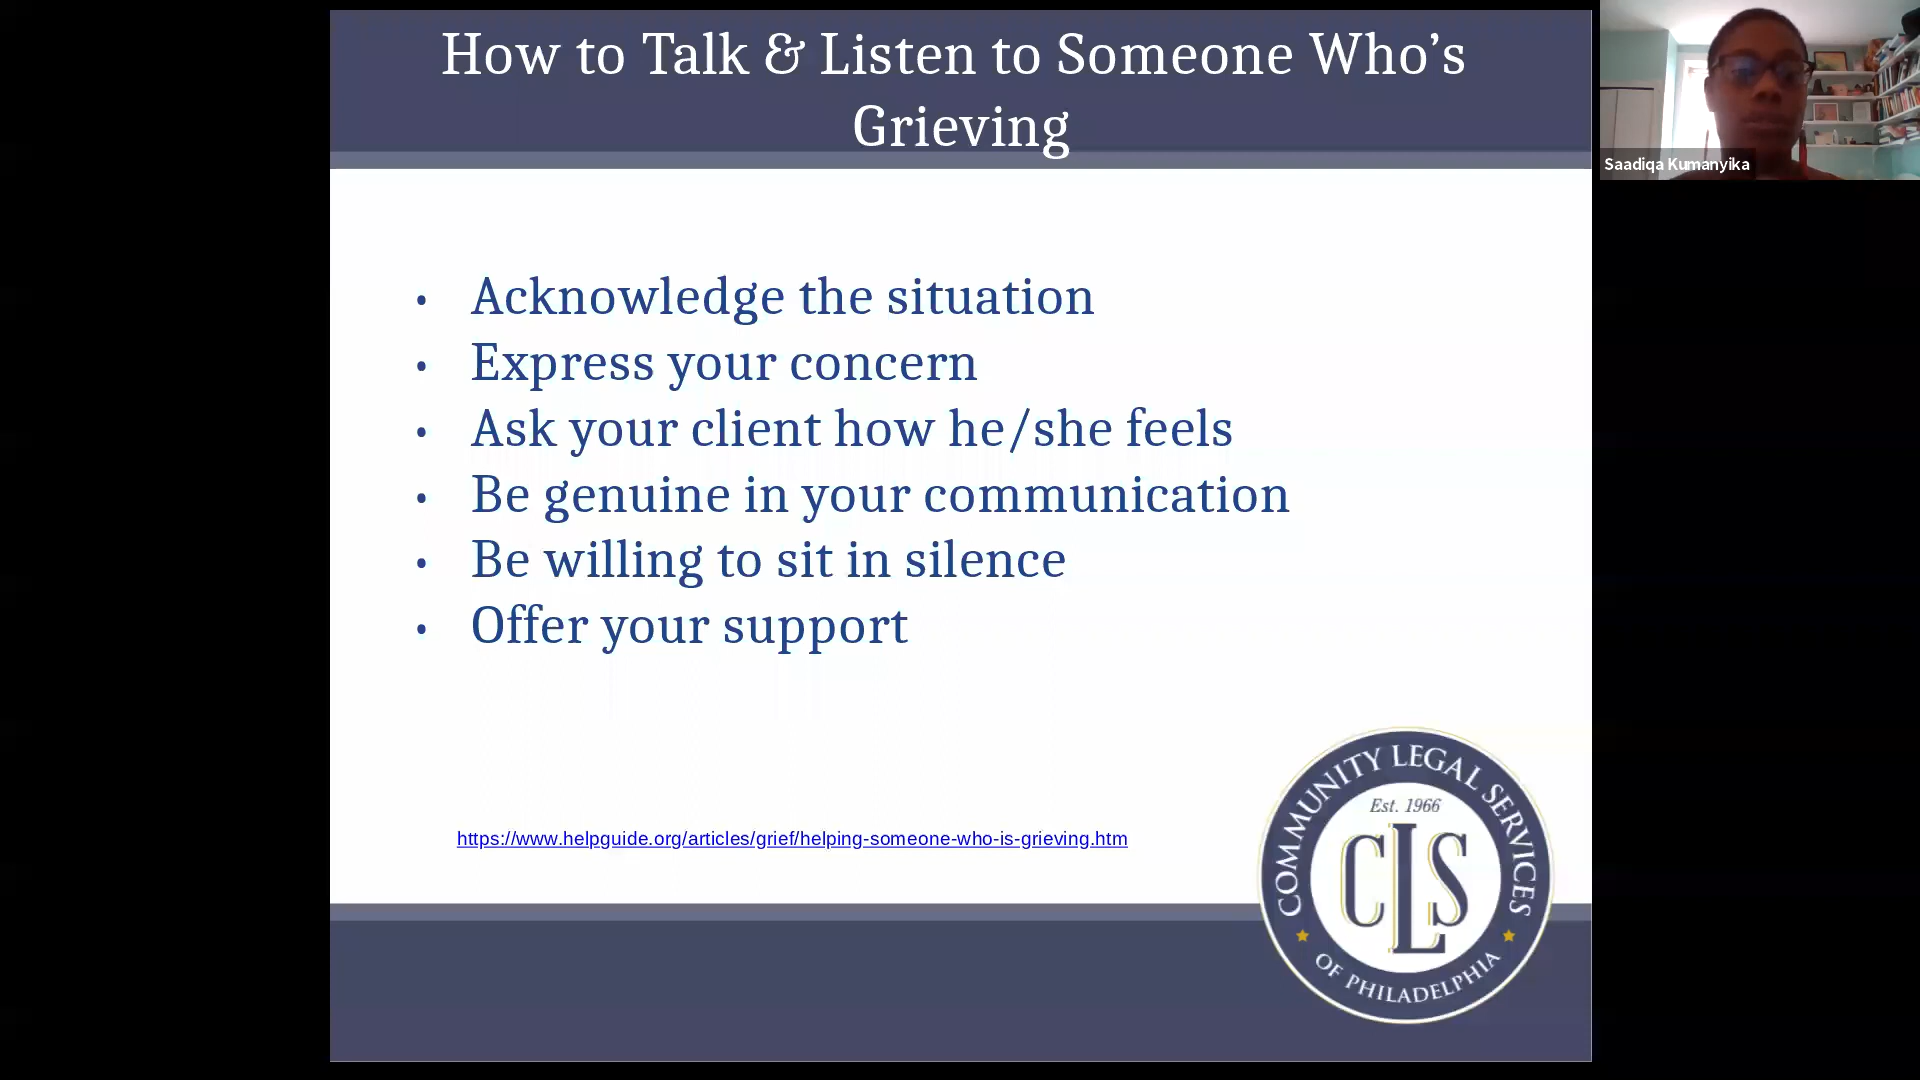 How to Talk & Listen to Someone Who’s
Grieving
Saadiqa Kumanyika
• Acknowledge the situation
• Express your concern
• Ask your client how he/she feels
• Be genuine in your communication
• Be willing to sit in silence
• Offer your support
https://www.helpguide.org/articles/grief/helping-someone-who-is-grieving.htm
COMMUNITY LEGAL SERVICES
Est. 1966
CLS
OF PHILADELPHIA